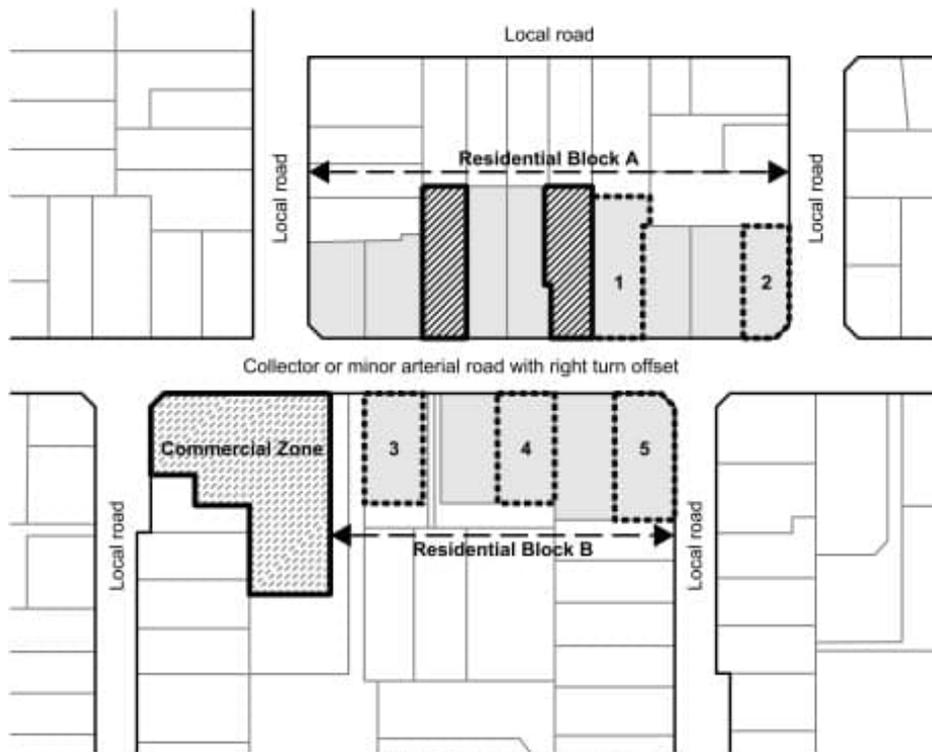 Local road
Residential Block A
Local road
Local road
1
2
Collector or minor arterial road with right turn offset
Commercial Zone
3
4
5
Local road
Residential Block B
Local road